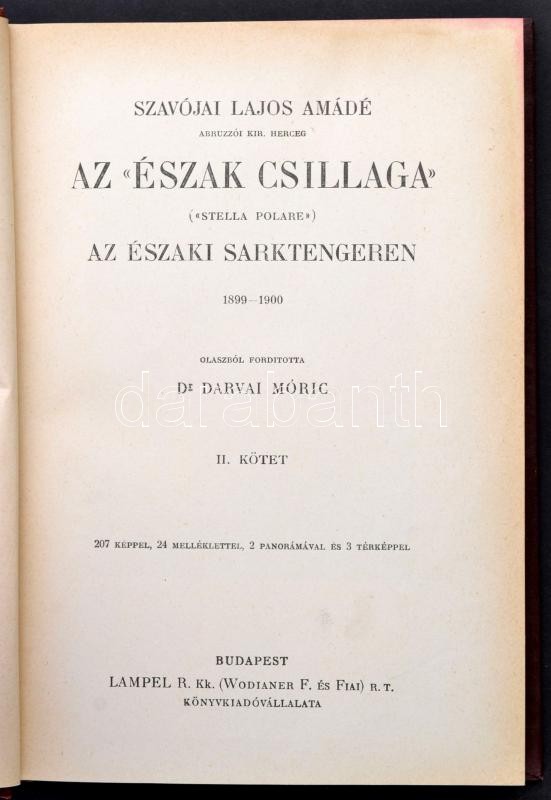 SZAVÓJAI LAJOS AMÁDÉ
ABRUZZÓI KIR. HERCEG
AZ «ÉSZAK CSILLAGA»
(«STELLA POLARE»)
AZ ÉSZAKI SARKTENGEREN
1899—1900
OLASZBÓL FORDITOTTA
DR DARVAI MÓRIC
darabanth
II. KÖTET
207 KÉPPEL, 24 MELLÉKLETTEL, 2 PANORÁMÁVAL ÉS 3 TÉRKÉPPEL
BUDAPEST
LAMPEL R. Kk. (WODIANER F. ÉS FIAI) R. T.
KÖNYVKIADÓVÁLLALATA